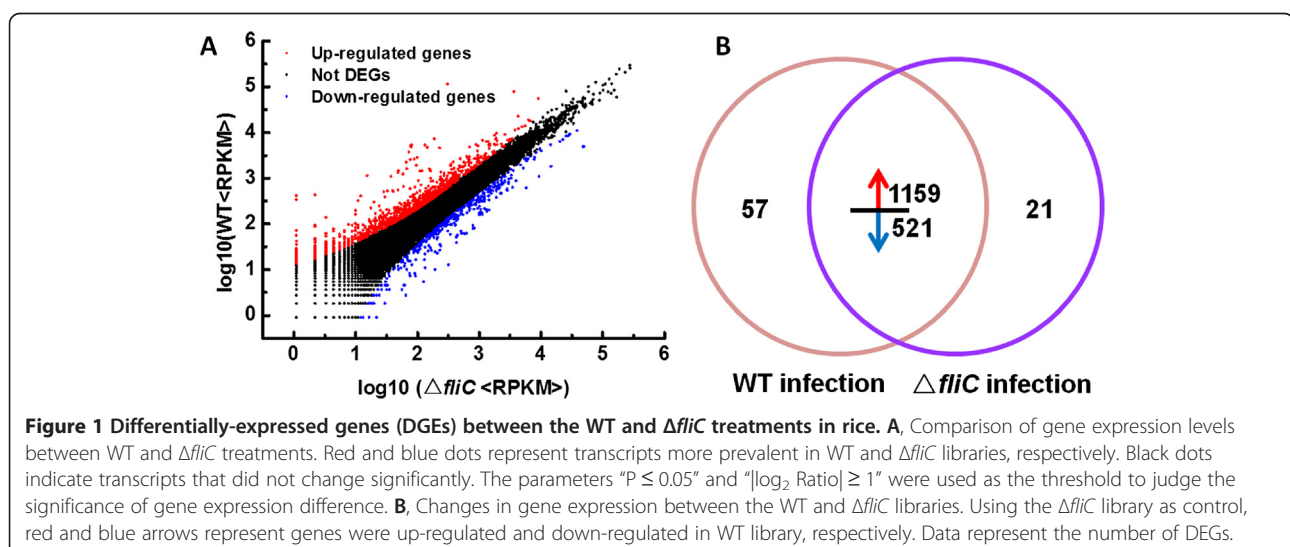 A
Up-regulated genes
Not DEGs
Down-regulated genes
log10(WT<RPKM>)
6
5
4
3
2
1
0
0 1 2 3 4 5 6
log10 (△fliC <RPKM>)
B
57
1159
521
21
WT infection △fliC infection
Figure 1 Differentially-expressed genes (DGEs) between the WT and ΔfliC treatments in rice. A, Comparison of gene expression levels
between WT and ΔfliC treatments. Red and blue dots represent transcripts more prevalent in WT and ΔfliC libraries, respectively. Black dots
indicate transcripts that did not change significantly. The parameters “P ≤ 0.05” and “|log₂ Ratio| ≥ 1” were used as the threshold to judge the
significance of gene expression difference. B, Changes in gene expression between the WT and ΔfliC libraries. Using the ΔfliC library as control,
red and blue arrows represent genes were up-regulated and down-regulated in WT library, respectively. Data represent the number of DEGs.